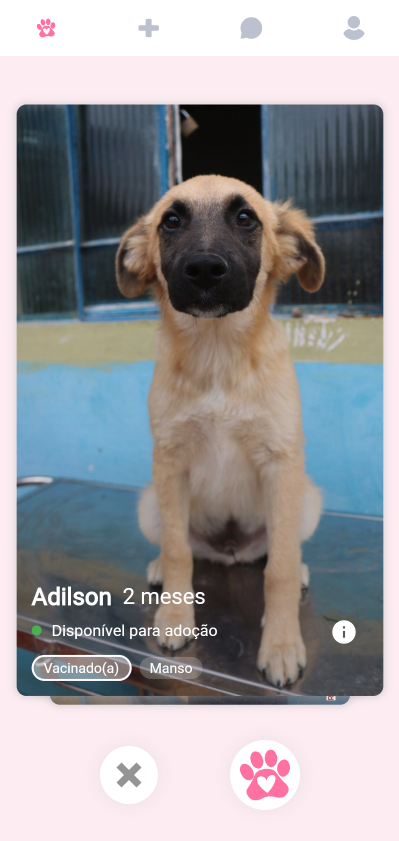 Adilson 2 meses
Disponível para adoção
Vacinado(a) Manso